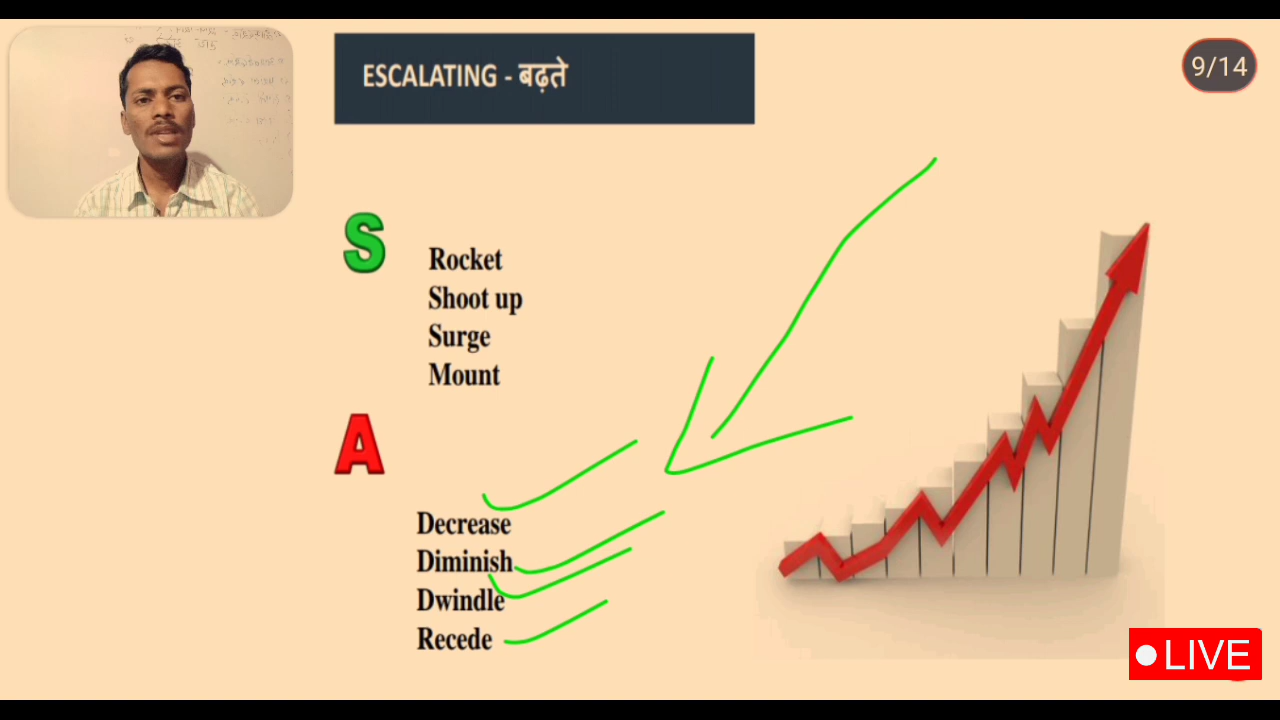 ESCALATING - बढ़ते
9/14
S
Rocket
Shoot up
Surge
Mount
A
Decrease
Diminish
Dwindle
Recede
LIVE